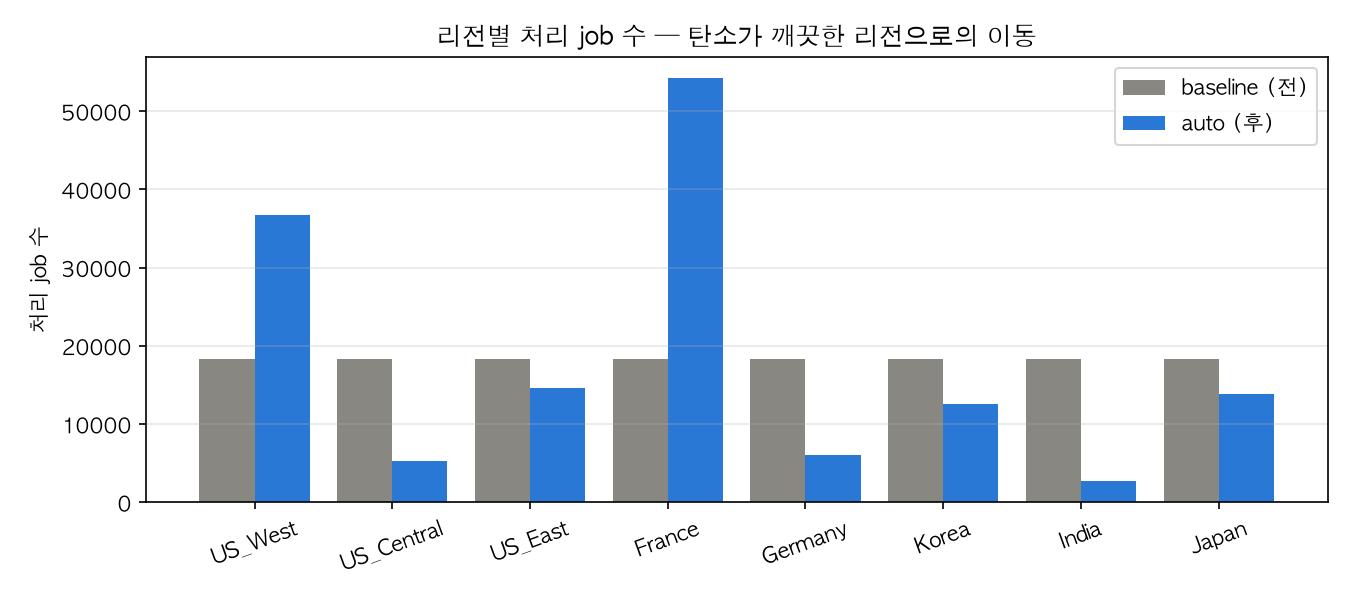 리전별 처리 job 수 — 탄소가 깨끗한 리전으로의 이동
baseline (전)
auto (후)
처리 job 수
50000
40000
30000
20000
10000
0
US_West
US_Central
US_East
France
Germany
Korea
India
Japan